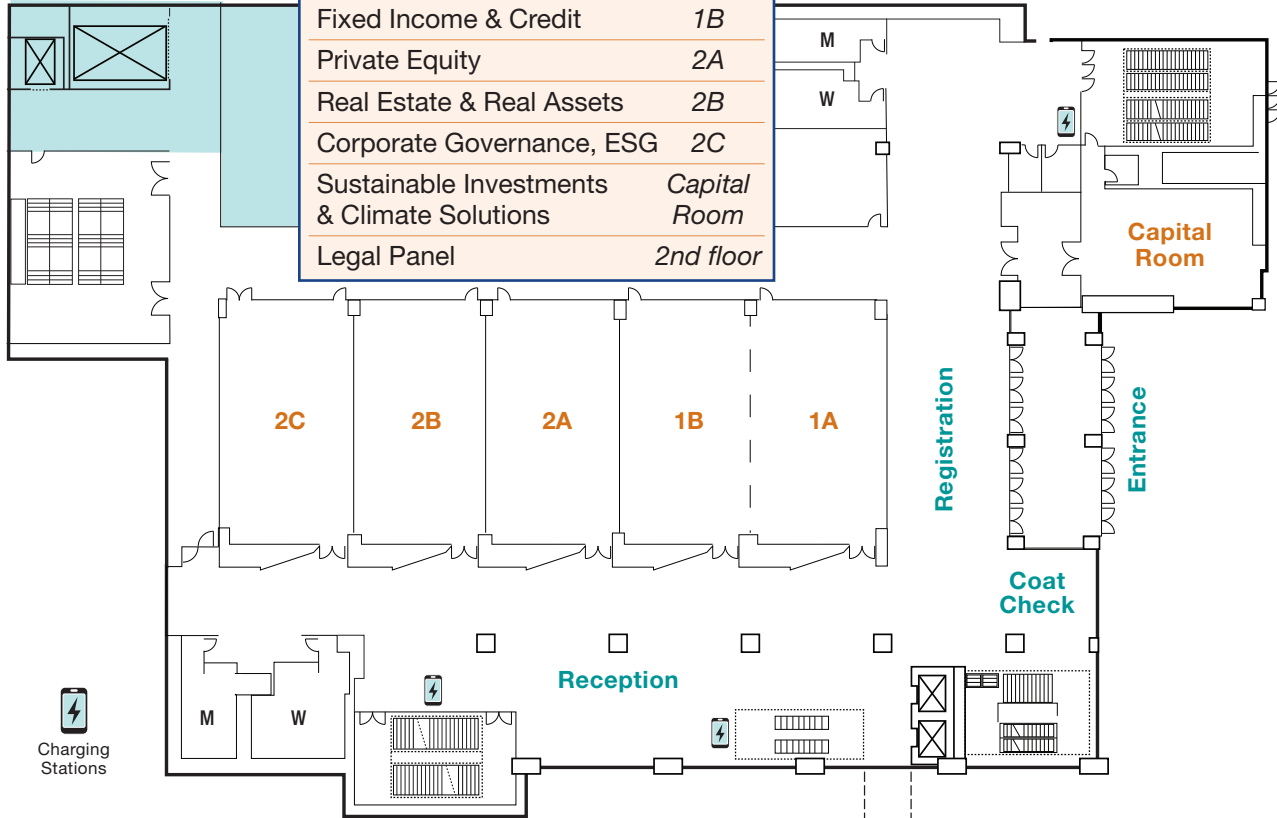 Fixed Income & Credit 1B
Private Equity 2A
Real Estate & Real Assets 2B
Corporate Governance, ESG 2C
Sustainable Investments Capital
& Climate Solutions Room
Legal Panel 2nd floor
M
W
Capital
Room
2C
2B
2A
1B
1A
Registration
Entrance
Coat
Check
Reception
M
W
Charging
Stations